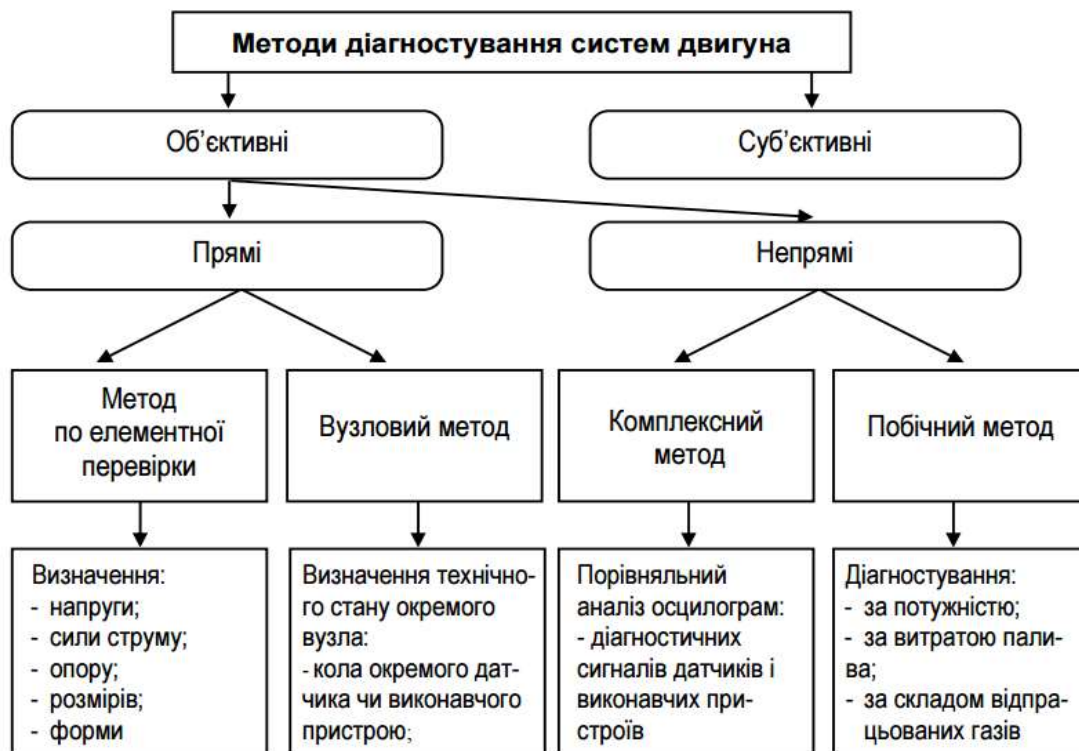 Методи діагностування систем двигуна
Об’єктивні
Суб’єктивні
Прямі
Непрямі
Метод
по елементної
перевірки
Вузловий метод
Комплексний
метод
Побічний метод
Визначення:
- напруги;
- сили струму;
- опору;
- розмірів;
- форми
Визначення технічно-
го стану окремого
вузла:
- кола окремого дат-
чика чи виконавчого
пристрою;
Порівняльний
аналіз осцилограм:
- діагностичних
сигналів датчиків і
виконавчих при-
строїв
Діагностування:
- за потужністю;
- за витратою пали-
ва;
- за складом відпра-
цьованих газів